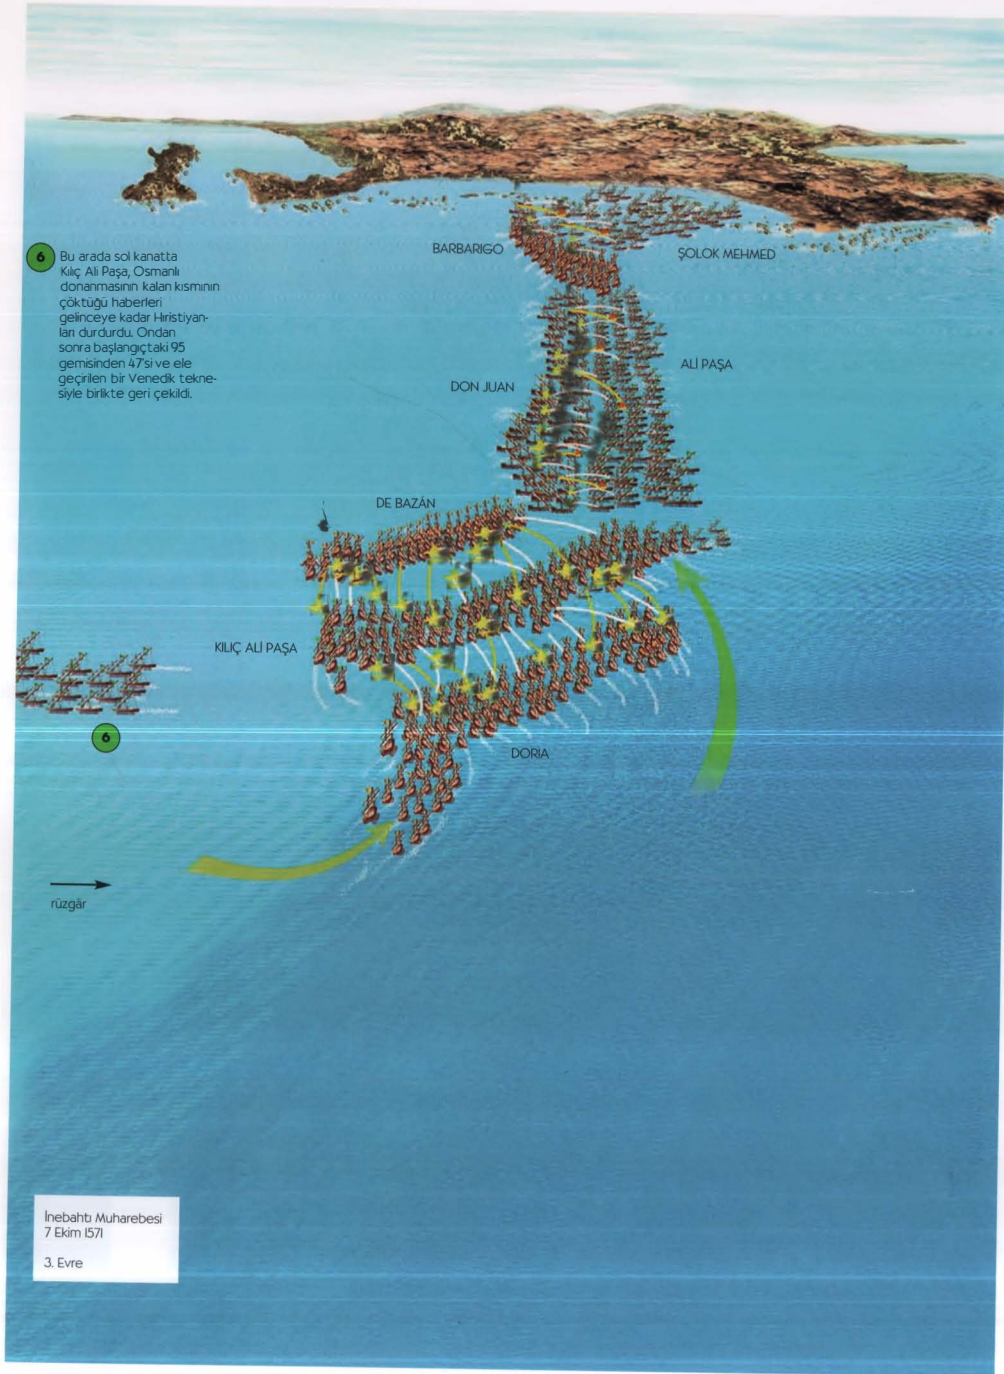 BARBARIGO
ŞOLOK MEHMED
6 Bu arada sol kanatta
Kılıç Ali Paşa, Osmanlı
donanmasının kalan kısmının
çöktüğü haberleri
gelinceye kadar Hıristiyan-
ları durdurdu. Ondan
sonra başlangıçtaki 95
gemisinden 47'si ve ele
geçirilen bir Venedik tekne-
siyle birlikte geri çekildi.
ALİ PAŞA
DON JUAN
DE BAZÁN
KILIÇ ALİ PAŞA
6
DORIA
rüzgâr
İnebahtı Muharebesi
7 Ekim 1571
3. Evre